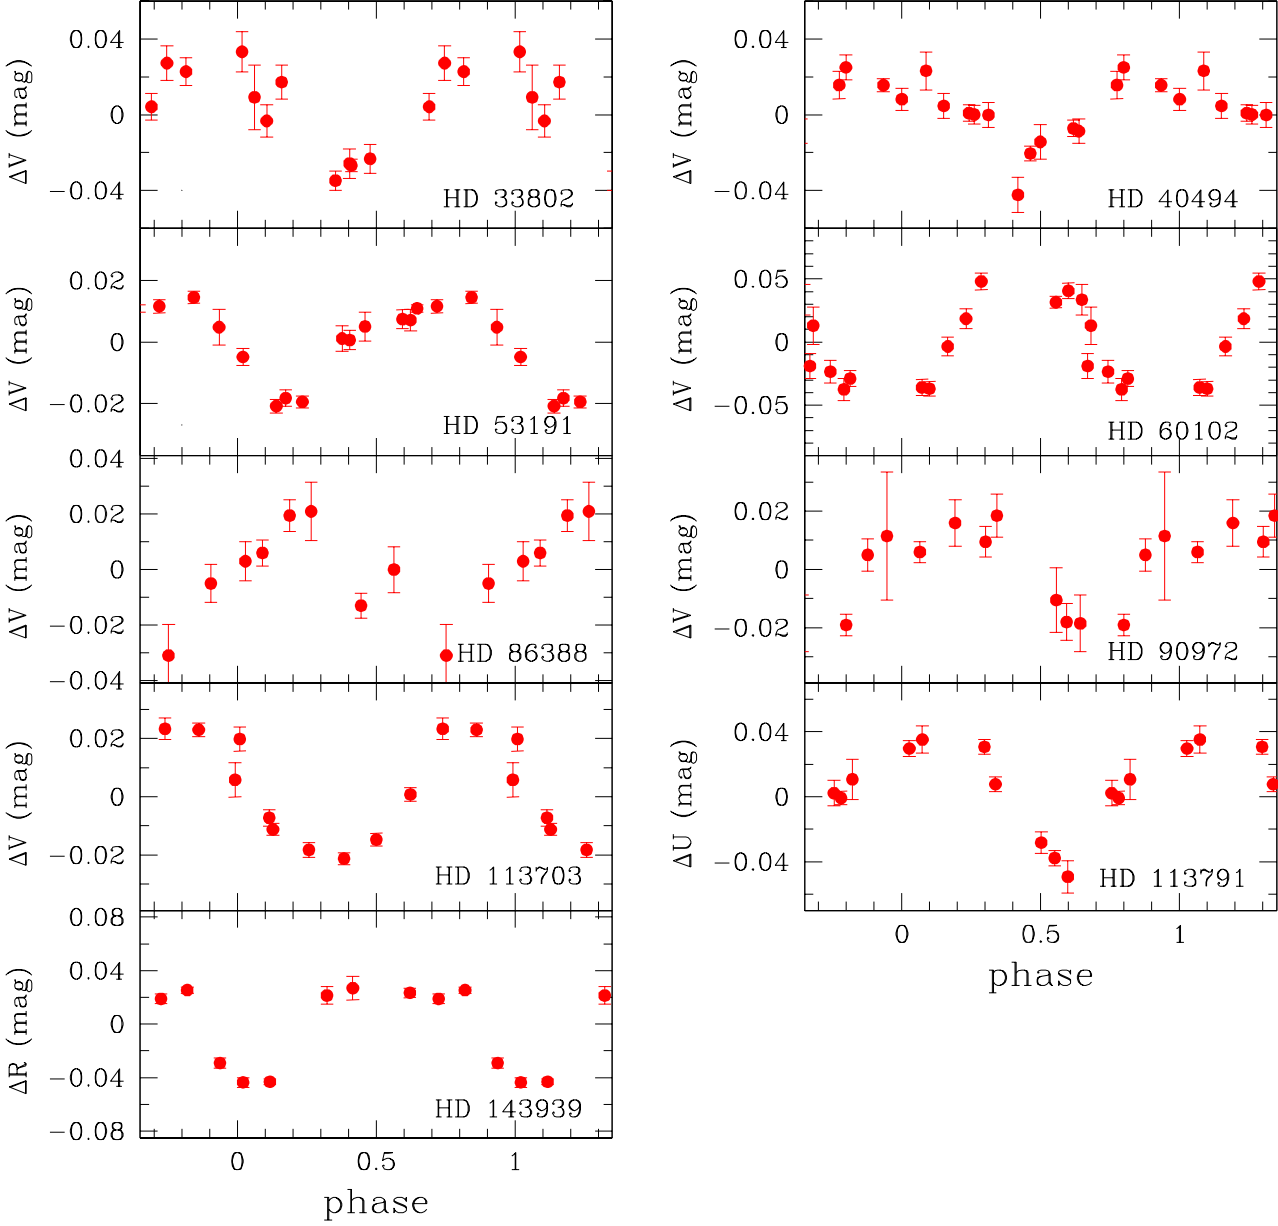 0.04
0
−0.04
ΔV (mag)
HD 33802
0.04
0
−0.04
ΔV (mag)
HD 40494
0.02
0
−0.02
ΔV (mag)
HD 53191
0.05
0
−0.05
ΔV (mag)
HD 60102
0.04
0.02
0
−0.02
−0.04
ΔV (mag)
HD 86388
0.02
0
−0.02
ΔV (mag)
HD 90972
0.02
0
−0.02
ΔV (mag)
HD 113703
0.04
0
−0.04
ΔU (mag)
HD 113791
0 0.5 1
phase
0.08
0.04
0
−0.04
−0.08
ΔR (mag)
HD 143939
0 0.5 1
phase